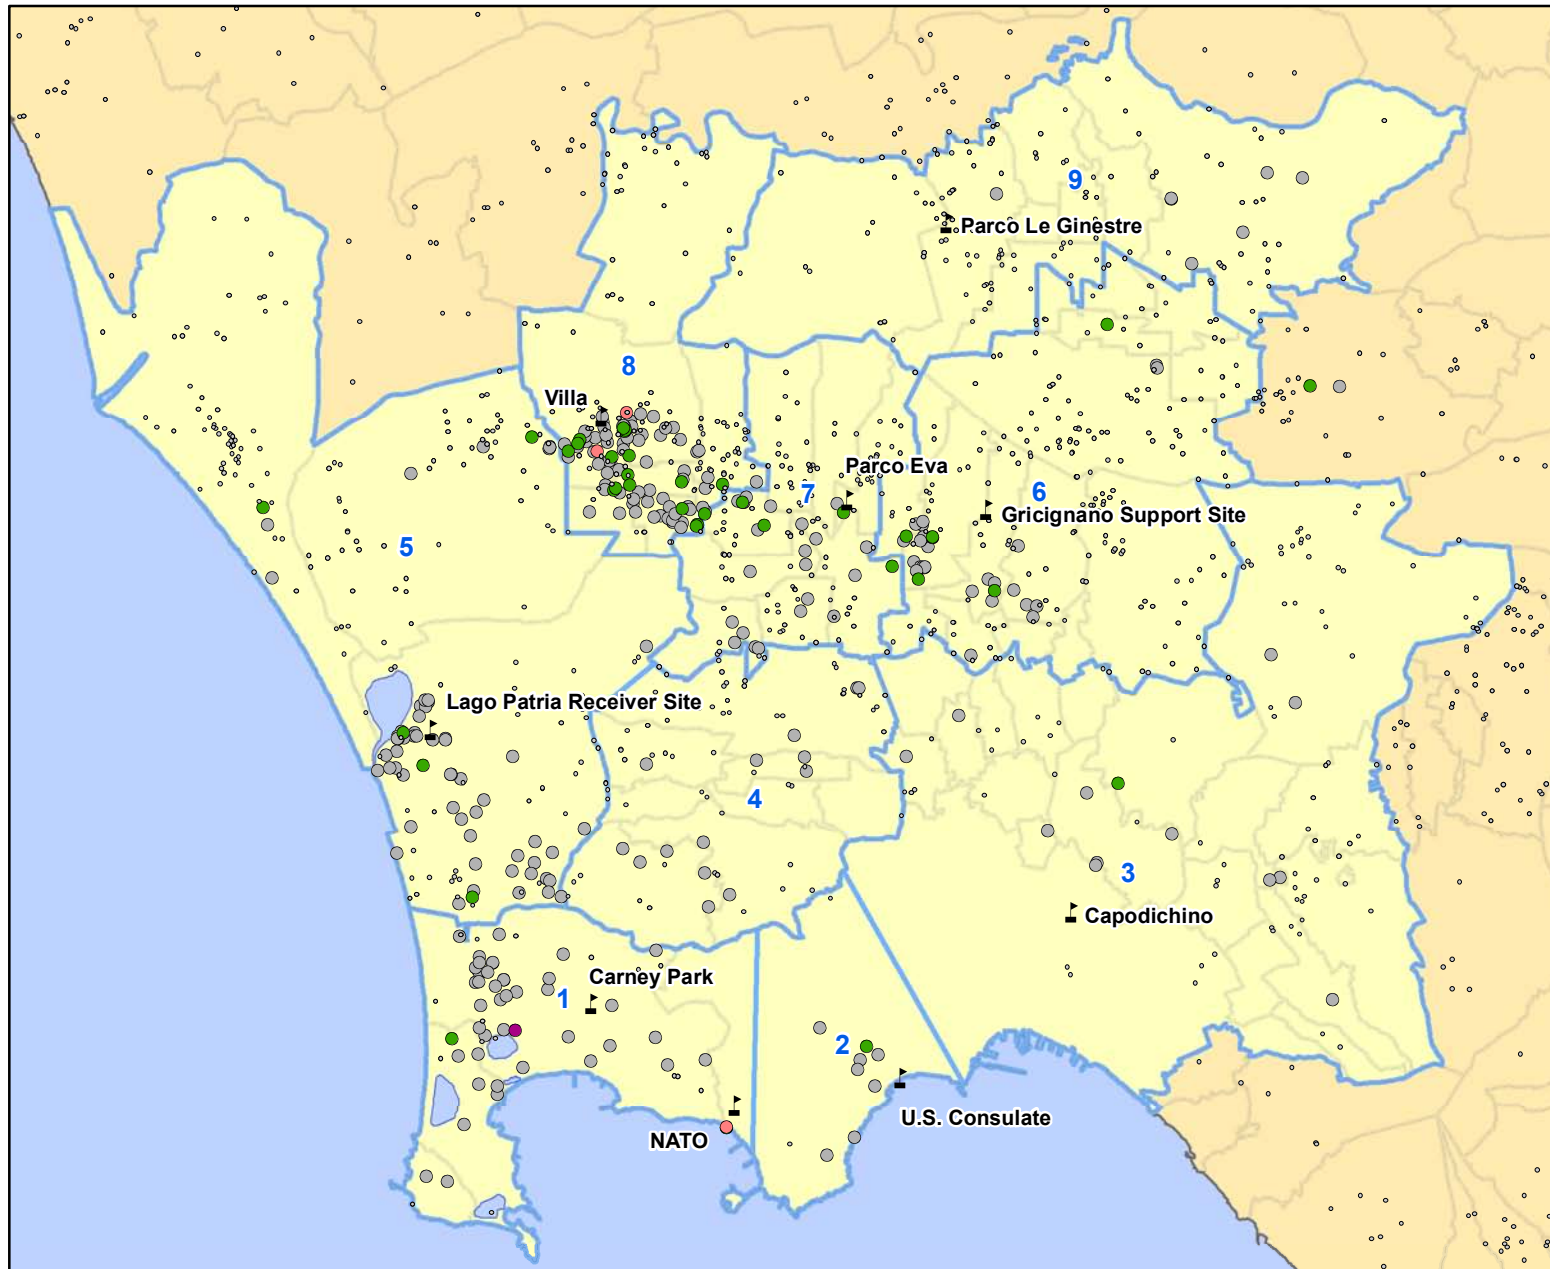 9
Parco Le Ginestre
8
Villa
Parco Eva
7
6
Gricignano Support Site
5
Lago Patria Receiver Site
4
3
Capodichino
Carney Park
1
2
U.S. Consulate
NATO